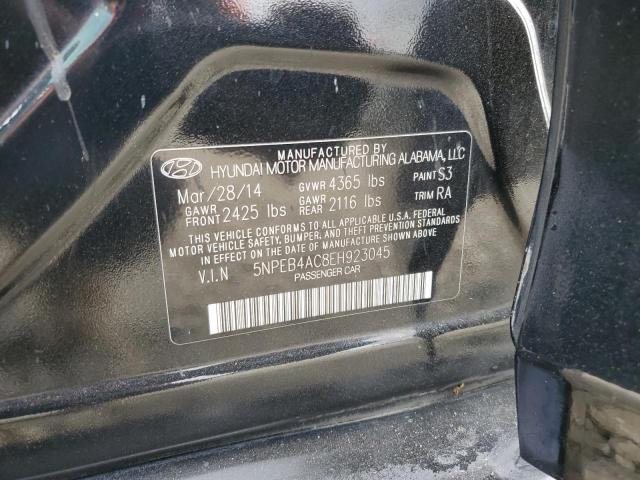 MANUFACTURED BY
HYUNDAI MOTOR MANUFACTURING ALABAMA, LLC
Mar/28/14 GVWR 4365 lbs PAINT S3
GAWR FRONT 2425 lbs GAWR REAR 2116 lbs TRIM RA
THIS VEHICLE CONFORMS TO ALL APPLICABLE U.S.A. FEDERAL
MOTOR VEHICLE SAFETY, BUMPER, AND THEFT PREVENTION
STANDARDS IN EFFECT ON THE DATE OF MANUFACTURE SHOWN ABOVE.
V.I.N 5NPEB4AC8EH923045
PASSENGER CAR